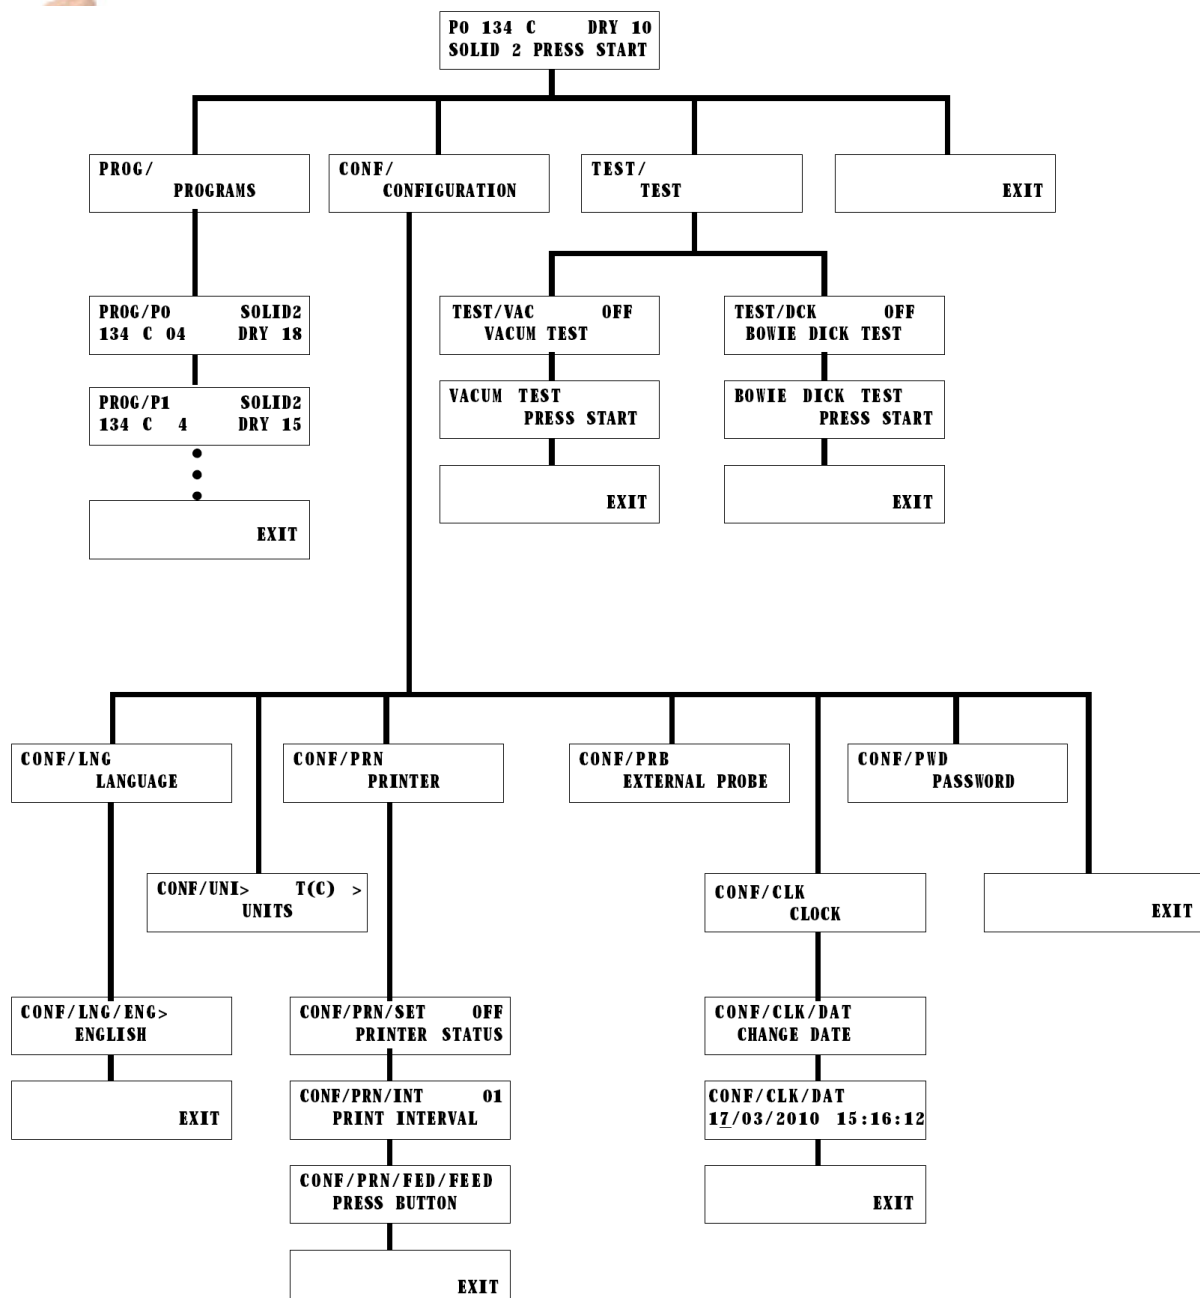 P0 134 C DRY 10
SOLID 2 PRESS START
PROG/
PROGRAMS
CONF/
CONFIGURATION
TEST/
TEST
EXIT
PROG/P0 SOLID2
134 C 04 DRY 18
TEST/VAC OFF
VACUM TEST
TEST/DCK OFF
BOWIE DICK TEST
PROG/P1 SOLID2
134 C 4 DRY 15
VACUM TEST
PRESS START
BOWIE DICK TEST
PRESS START
EXIT
EXIT
EXIT
CONF/LNG
LANGUAGE
CONF/PRN
PRINTER
CONF/PRB
EXTERNAL PROBE
CONF/PWD
PASSWORD
CONF/UNI> T(C) >
UNITS
CONF/CLK
CLOCK
EXIT
CONF/LNG/ENG>
ENGLISH
CONF/PRN/SET OFF
PRINTER STATUS
CONF/CLK/DAT
CHANGE DATE
EXIT
CONF/PRN/INT 01
PRINT INTERVAL
CONF/CLK/DAT
17/03/2010 15:16:12
CONF/PRN/FED/FEED
PRESS BUTTON
EXIT
EXIT